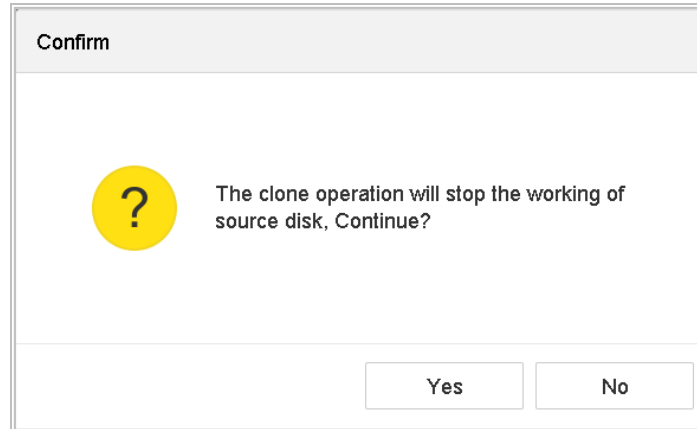 Confirm
?
The clone operation will stop the working of
source disk, Continue?
Yes
No